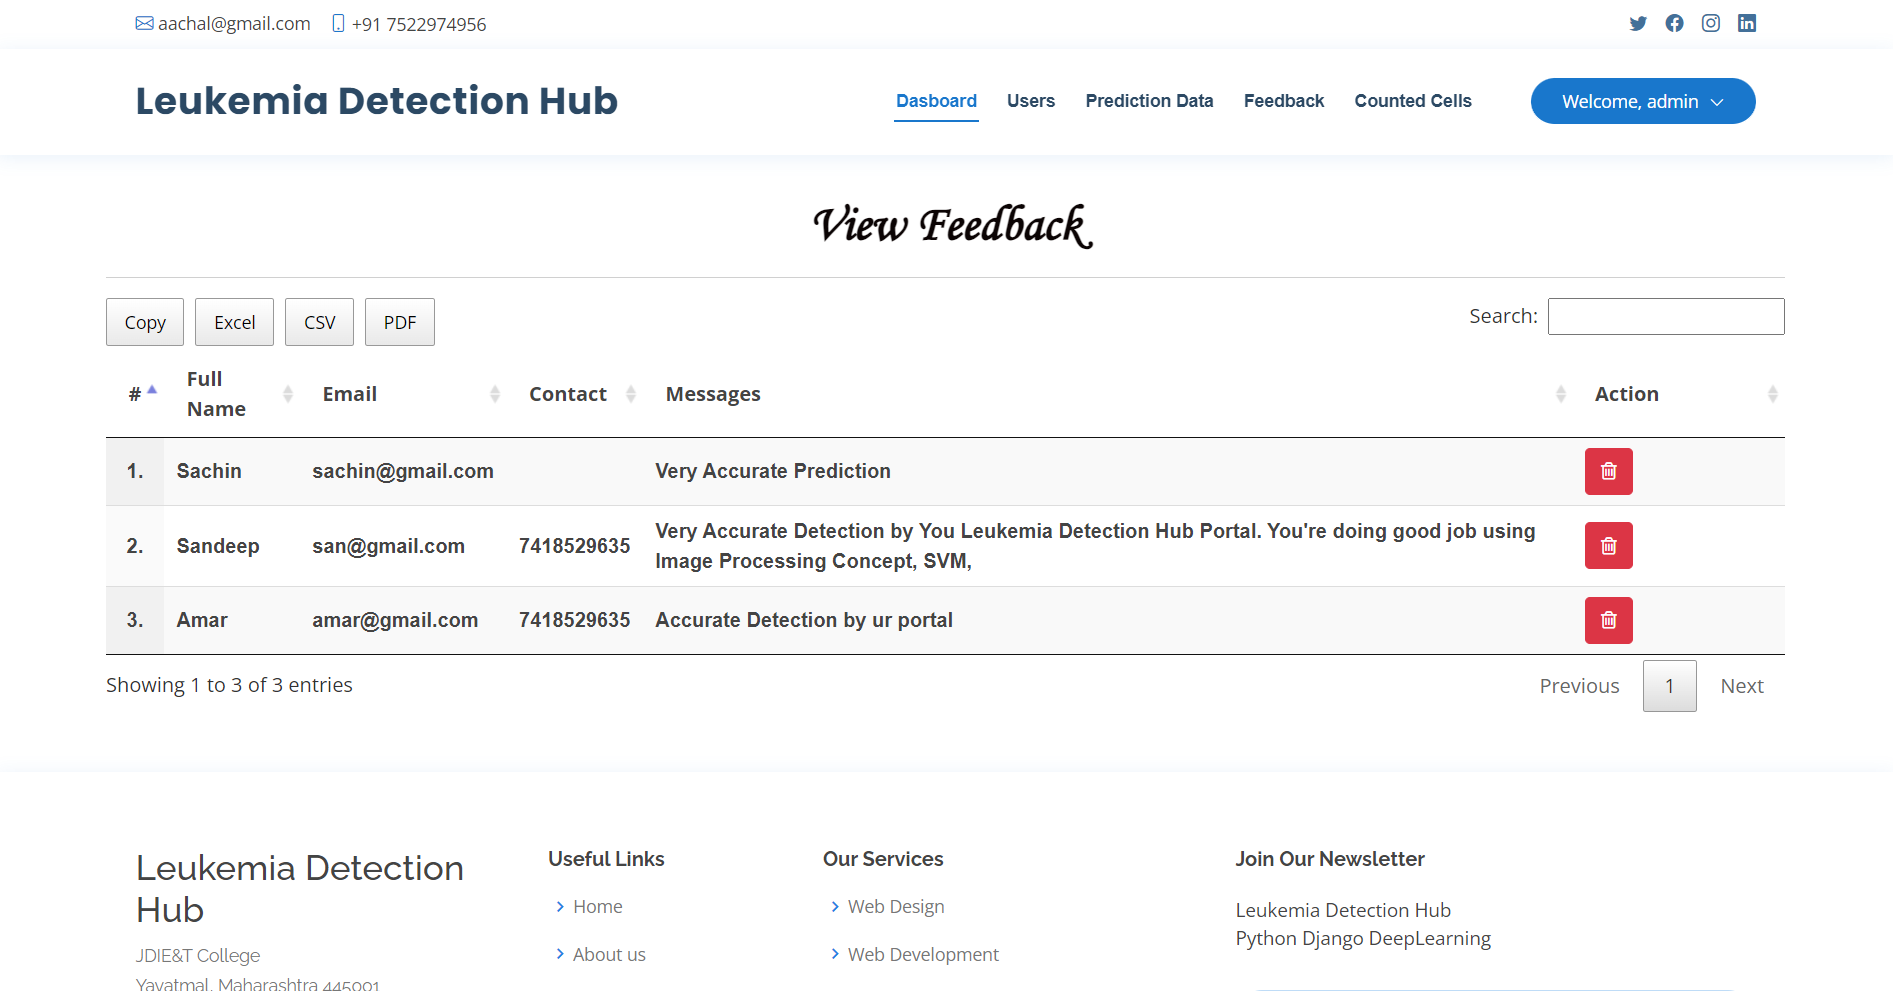 aachal@gmail.com +91 7522974956
Leukemia Detection Hub Dasboard Users Prediction Data Feedback Counted Cells Welcome, admin
View Feedback
Copy Excel CSV PDF Search:
# Full Name Email Contact Messages Action
1. Sachin sachin@gmail.com Very Accurate Prediction
2. Sandeep san@gmail.com 7418529635 Very Accurate Detection by You Leukemia Detection Hub Portal. You're doing good job using
Image Processing Concept, SVM,
3. Amar amar@gmail.com 7418529635 Accurate Detection by ur portal
Showing 1 to 3 of 3 entries Previous 1 Next
Leukemia Detection
Hub
JDIE&T College
Yavatmal, Maharashtra 445001
Useful Links
Home
About us
Our Services
Web Design
Web Development
Join Our Newsletter
Leukemia Detection Hub
Python Django DeepLearning